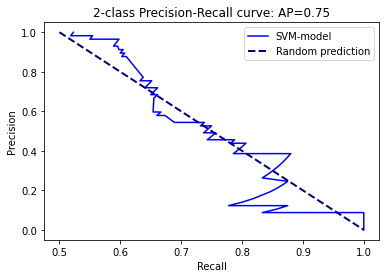 2-class Precision-Recall curve: AP=0.75
SVM-model
Random prediction
Precision
1.0
0.8
0.6
0.4
0.2
0.0
0.5 0.6 0.7 0.8 0.9 1.0
Recall